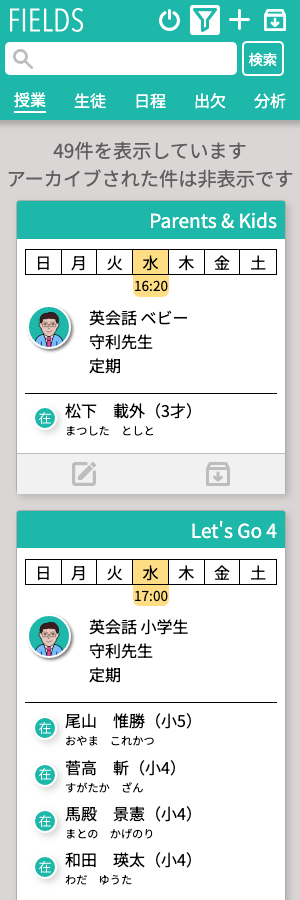 FIELDS
検索
授業 生徒 日程 出欠 分析
49件を表示しています
アーカイブされた件は非表示です
Parents & Kids
日 月 火 水 木 金 土
16:20
英会話 ベビー
守利先生
定期
在 松下　載外（3才）
まつした　としと
Let's Go 4
日 月 火 水 木 金 土
17:00
英会話 小学生
守利先生
定期
在 尾山　惟勝（小5）
おやま　これかつ
在 菅高　斬（小4）
すがたか　ざん
在 馬殿　景憲（小4）
まとの　かげのり
在 和田　瑛太（小4）
わだ　ゆうた